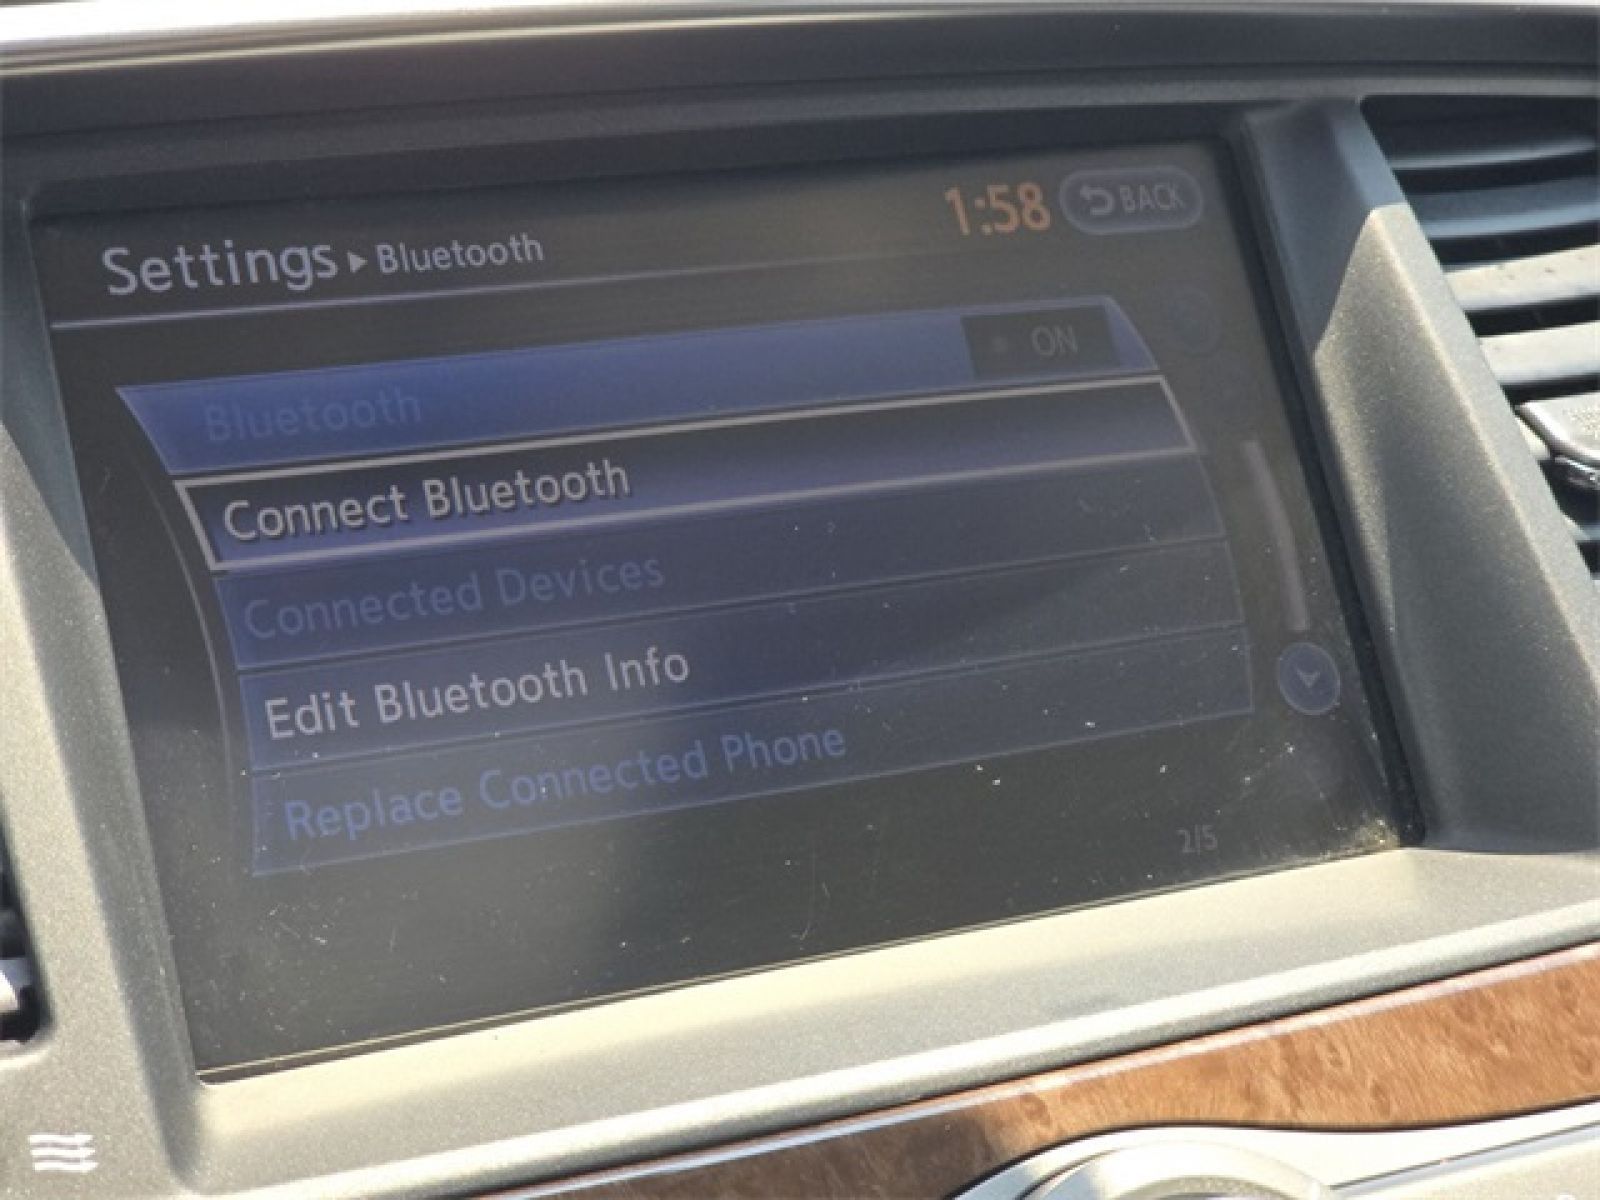 Settings ▸ Bluetooth
1:58
BACK
Bluetooth
ON
Connect Bluetooth
Connected Devices
Edit Bluetooth Info
Replace Connected Phone
2/5